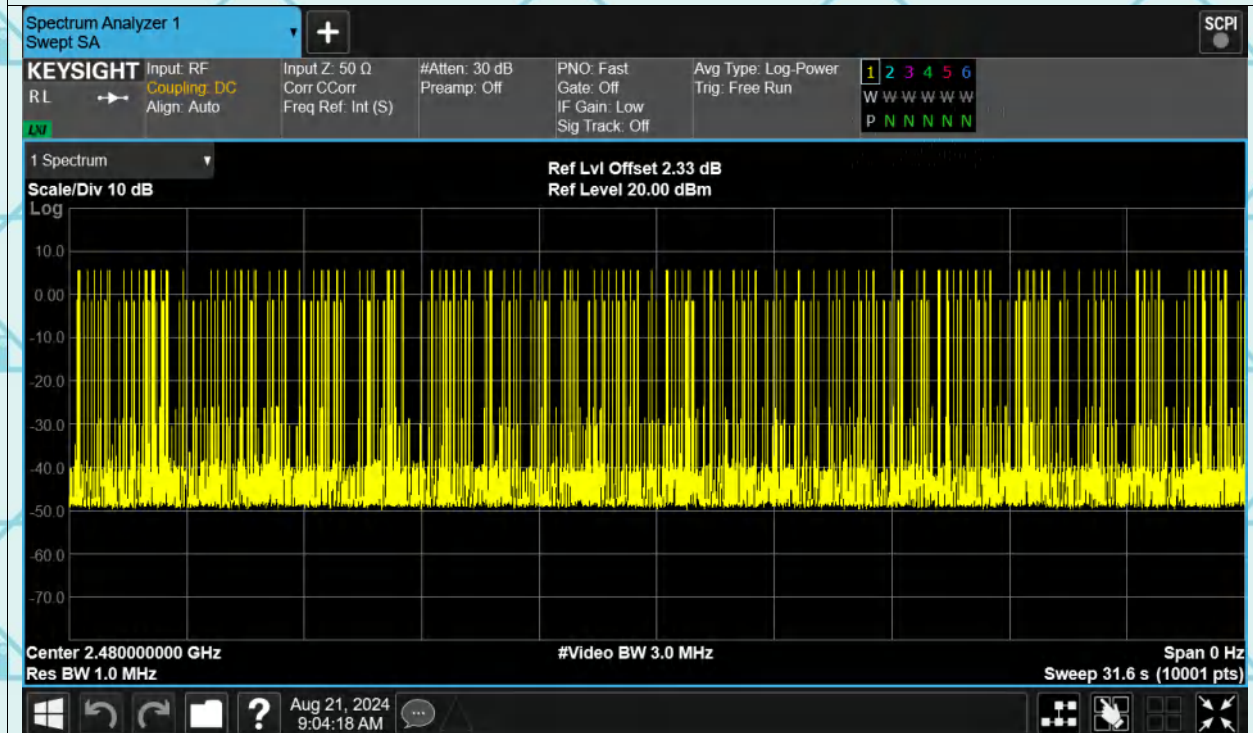 Spectrum Analyzer 1
Swept SA
+
SCPI
KEYSIGHT
RL
LXI
Input: RF
Coupling: DC
Align: Auto
Input Z: 50 Ω
Corr CCorr
Freq Ref: Int (S)
#Atten: 30 dB
Preamp: Off
PNO: Fast
Gate: Off
IF Gain: Low
Sig Track: Off
Avg Type: Log-Power
Trig: Free Run
1 2 3 4 5 6
W W W W W W
P N N N N N
1 Spectrum
Scale/Div 10 dB
Log
Ref Lvl Offset 2.33 dB
Ref Level 20.00 dBm
10.0
0.00
-10.0
-20.0
-30.0
-40.0
-50.0
-60.0
-70.0
Center 2.480000000 GHz
Res BW 1.0 MHz
#Video BW 3.0 MHz
Span 0 Hz
Sweep 31.6 s (10001 pts)
?
Aug 21, 2024
9:04:18 AM